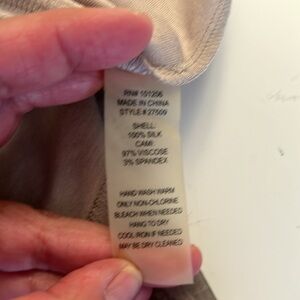 RN# 101206
MADE IN CHINA
STYLE# 27509
SHELL:
100% SILK
CAMI:
97% VISCOSE
3% SPANDEX
HAND WASH WARM
ONLY NON-CHLORINE
BLEACH WHEN NEEDED
HANG TO DRY
COOL IRON IF NEEDED
MAY BE DRY CLEANED